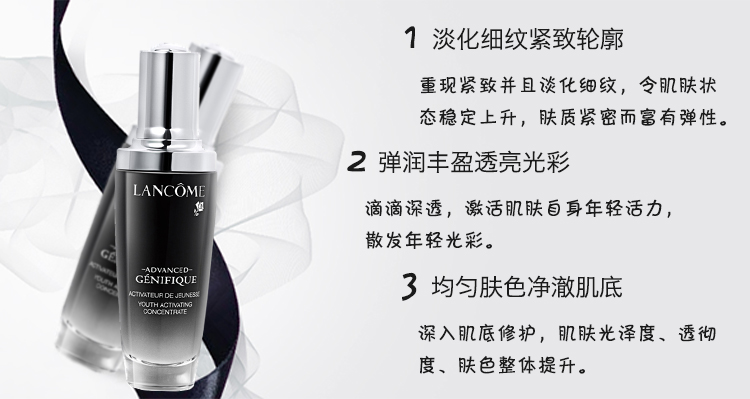 1 淡化细纹紧致轮廓
重现紧致并且淡化细纹，令肌肤状
态稳定上升，肤质紧密而富有弹性。
2 弹润丰盈透亮光彩
滴滴深透，激活肌肤自身年轻活力，
散发年轻光彩。
3 均匀肤色净澈肌底
深入肌底修护，肌肤光泽度、透彻
度、肤色整体提升。
LANCÔME
-ADVANCED-
GÉNIFIQUE
ACTIVATEUR DE JEUNESSE
YOUTH ACTIVATING
CONCENTRATE